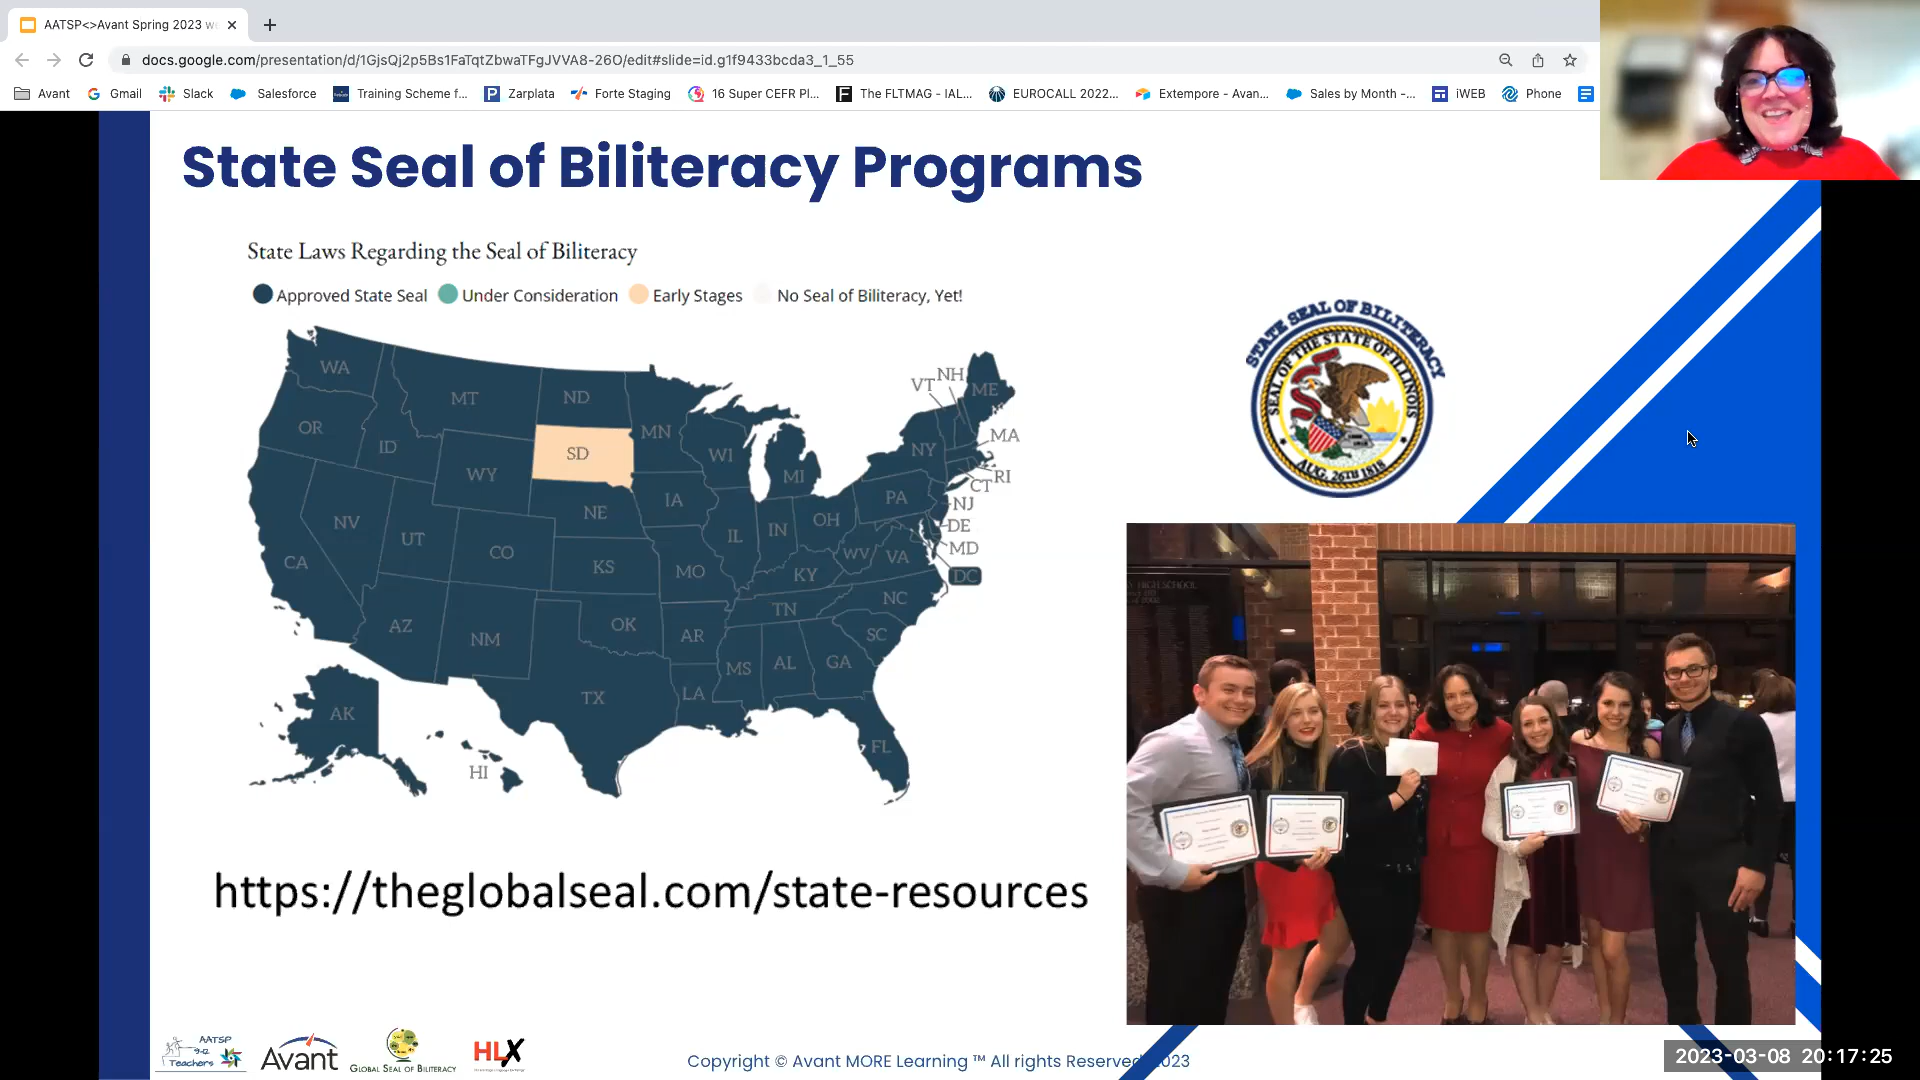 AATSP<>Avant Spring 2023 w
docs.google.com/presentation/d/1GjsQj2p5Bs1FaTqtZbwaTFgJVVA8-26O/edit#slide=id.g1f9433bcda3_1_55
Avant
Gmail
Slack
Salesforce
Training Scheme f...
Zarplata
Forte Staging
16 Super CEFR Pl...
The FLTMAG - IAL...
EUROCALL 2022...
Extempore - Avan...
Sales by Month -...
iWEB
Phone
State Seal of Biliteracy Programs
State Laws Regarding the Seal of Biliteracy
Approved State Seal
Under Consideration
Early Stages
No Seal of Biliteracy, Yet!
WA
MT
ND
OR
ID
SD
MN
WY
WI
MI
NY
VT
NH
ME
MA
RI
CT
NJ
DE
MD
DC
PA
NE
IA
NV
UT
CO
CA
KS
MO
IL
IN
OH
WV
VA
KY
NC
TN
AZ
NM
OK
AR
SC
MS
AL
GA
TX
LA
FL
AK
HI
STATE SEAL OF BILITERACY
SEAL OF THE STATE OF ILLINOIS
AUG. 26TH 1818
HIGH SCHOOL
https://theglobalseal.com/state-resources
AATSP
9-12
Teachers
Avant
GLOBAL SEAL OF BILITERACY
HLX
Copyright © Avant MORE Learning ™ All rights Reserved 2023
2023-03-08 20:17:25